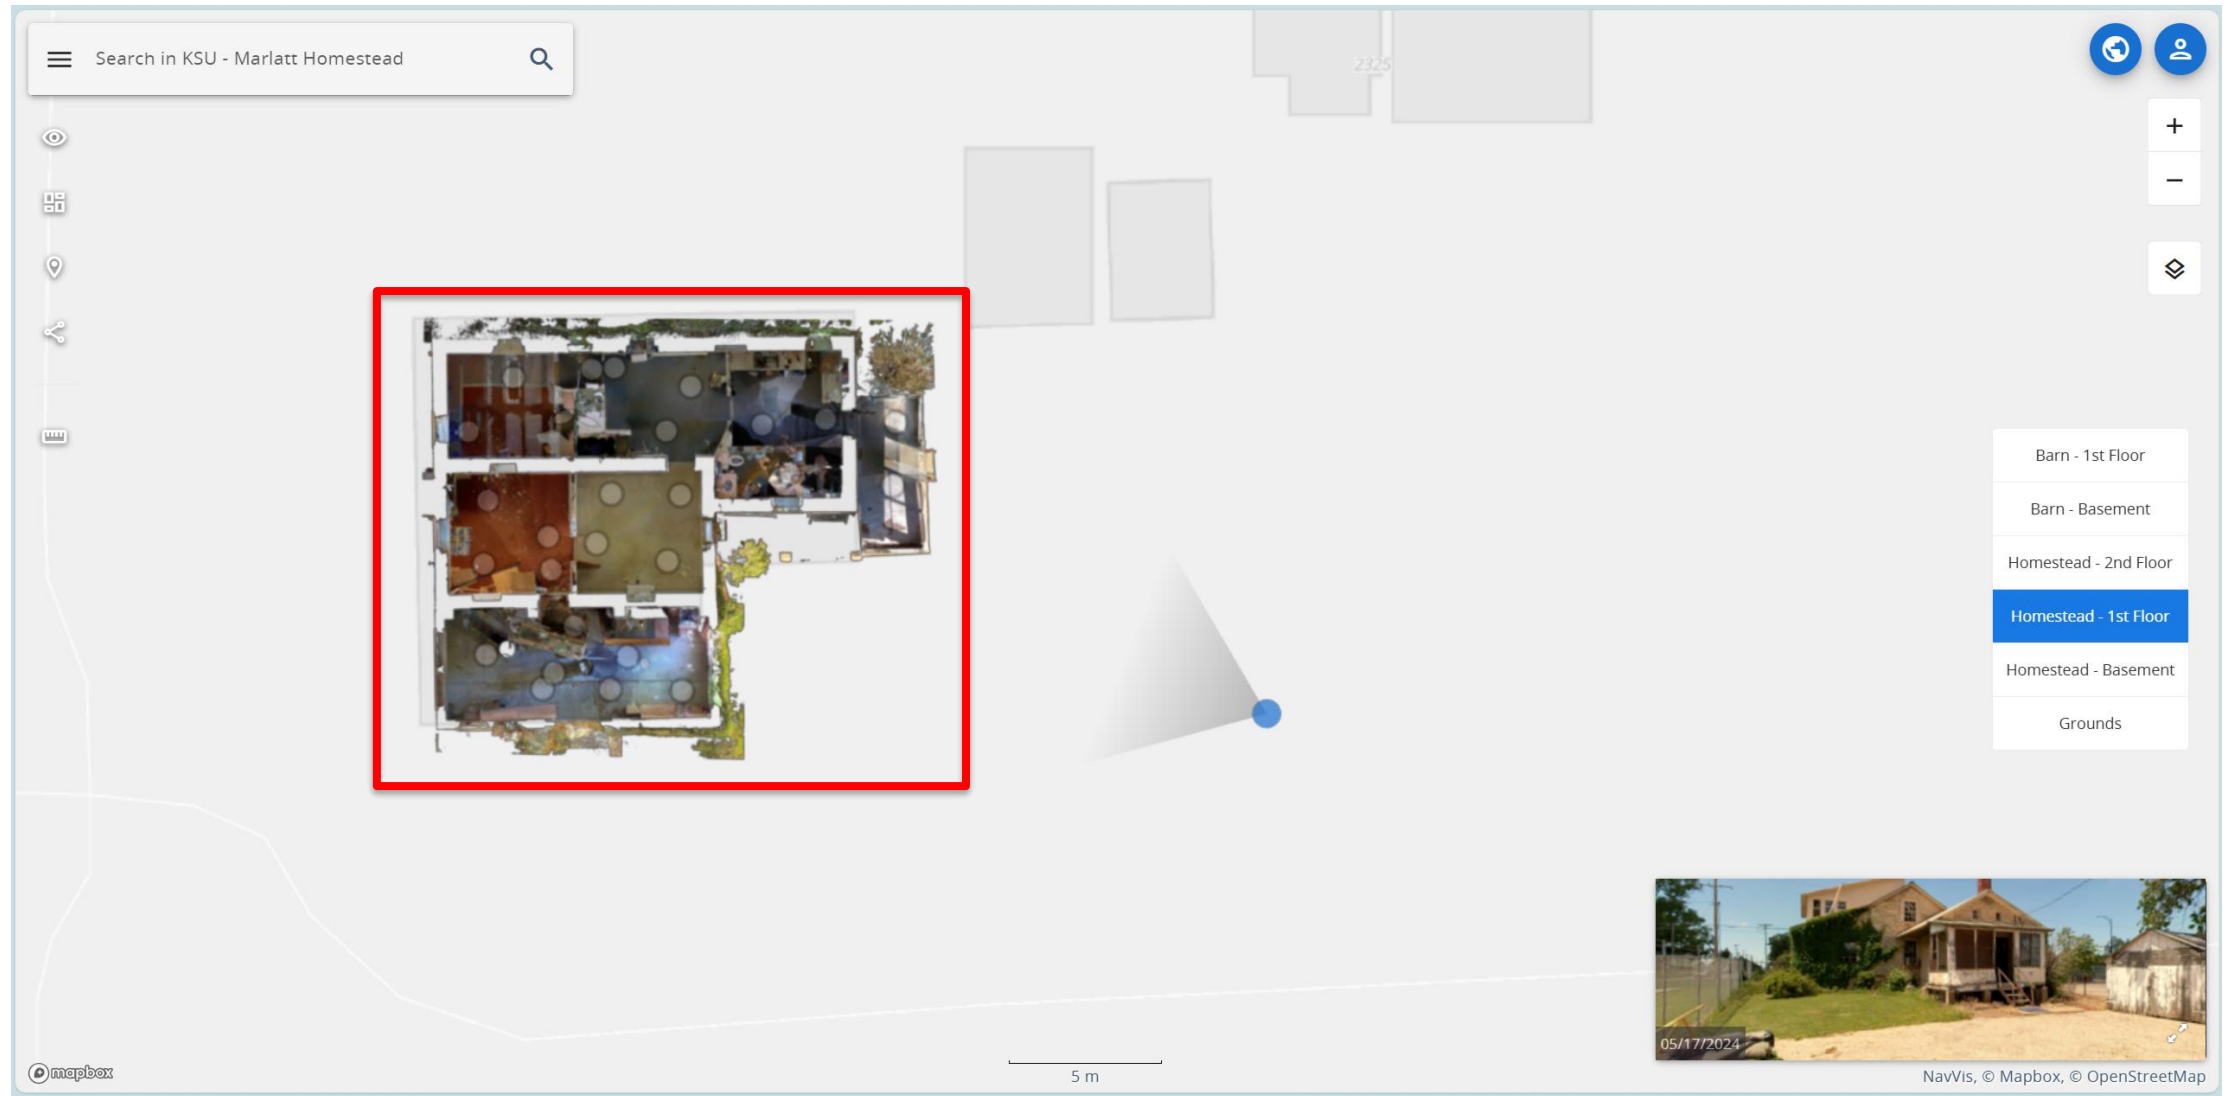 Search in KSU - Marlatt Homestead
2325
Barn - 1st Floor
Barn - Basement
Homestead - 2nd Floor
Homestead - 1st Floor
Homestead - Basement
Grounds
05/17/2024
mapbox
5 m
NavVis, © Mapbox, © OpenStreetMap